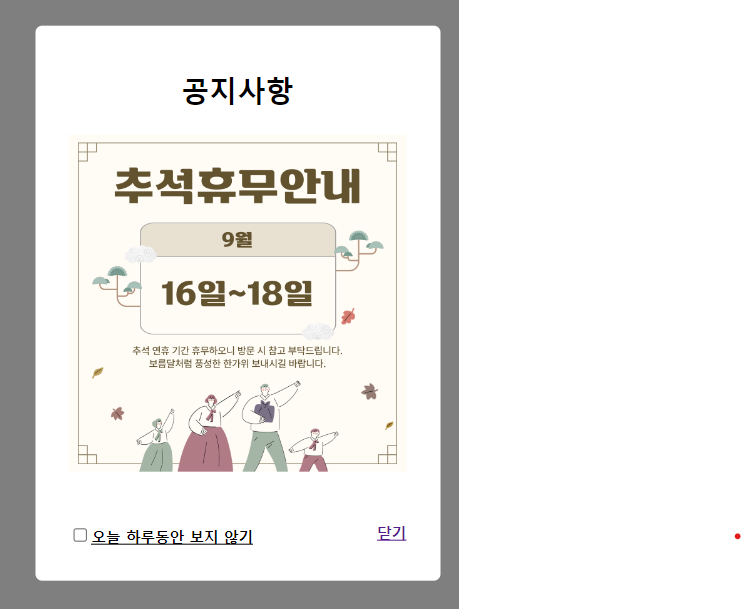 공지사항
추석휴무안내
9월
16일~18일
추석 연휴 기간 휴무하오니 방문 시 참고 부탁드립니다.
보름달처럼 풍성한 한가위 보내시길 바랍니다.
오늘 하루동안 보지 않기
닫기